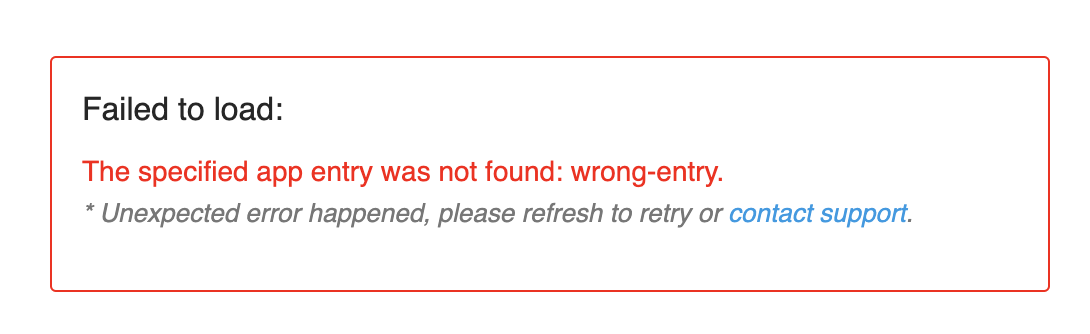 Failed to load:
The specified app entry was not found: wrong-entry.
* Unexpected error happened, please refresh to retry or contact support.